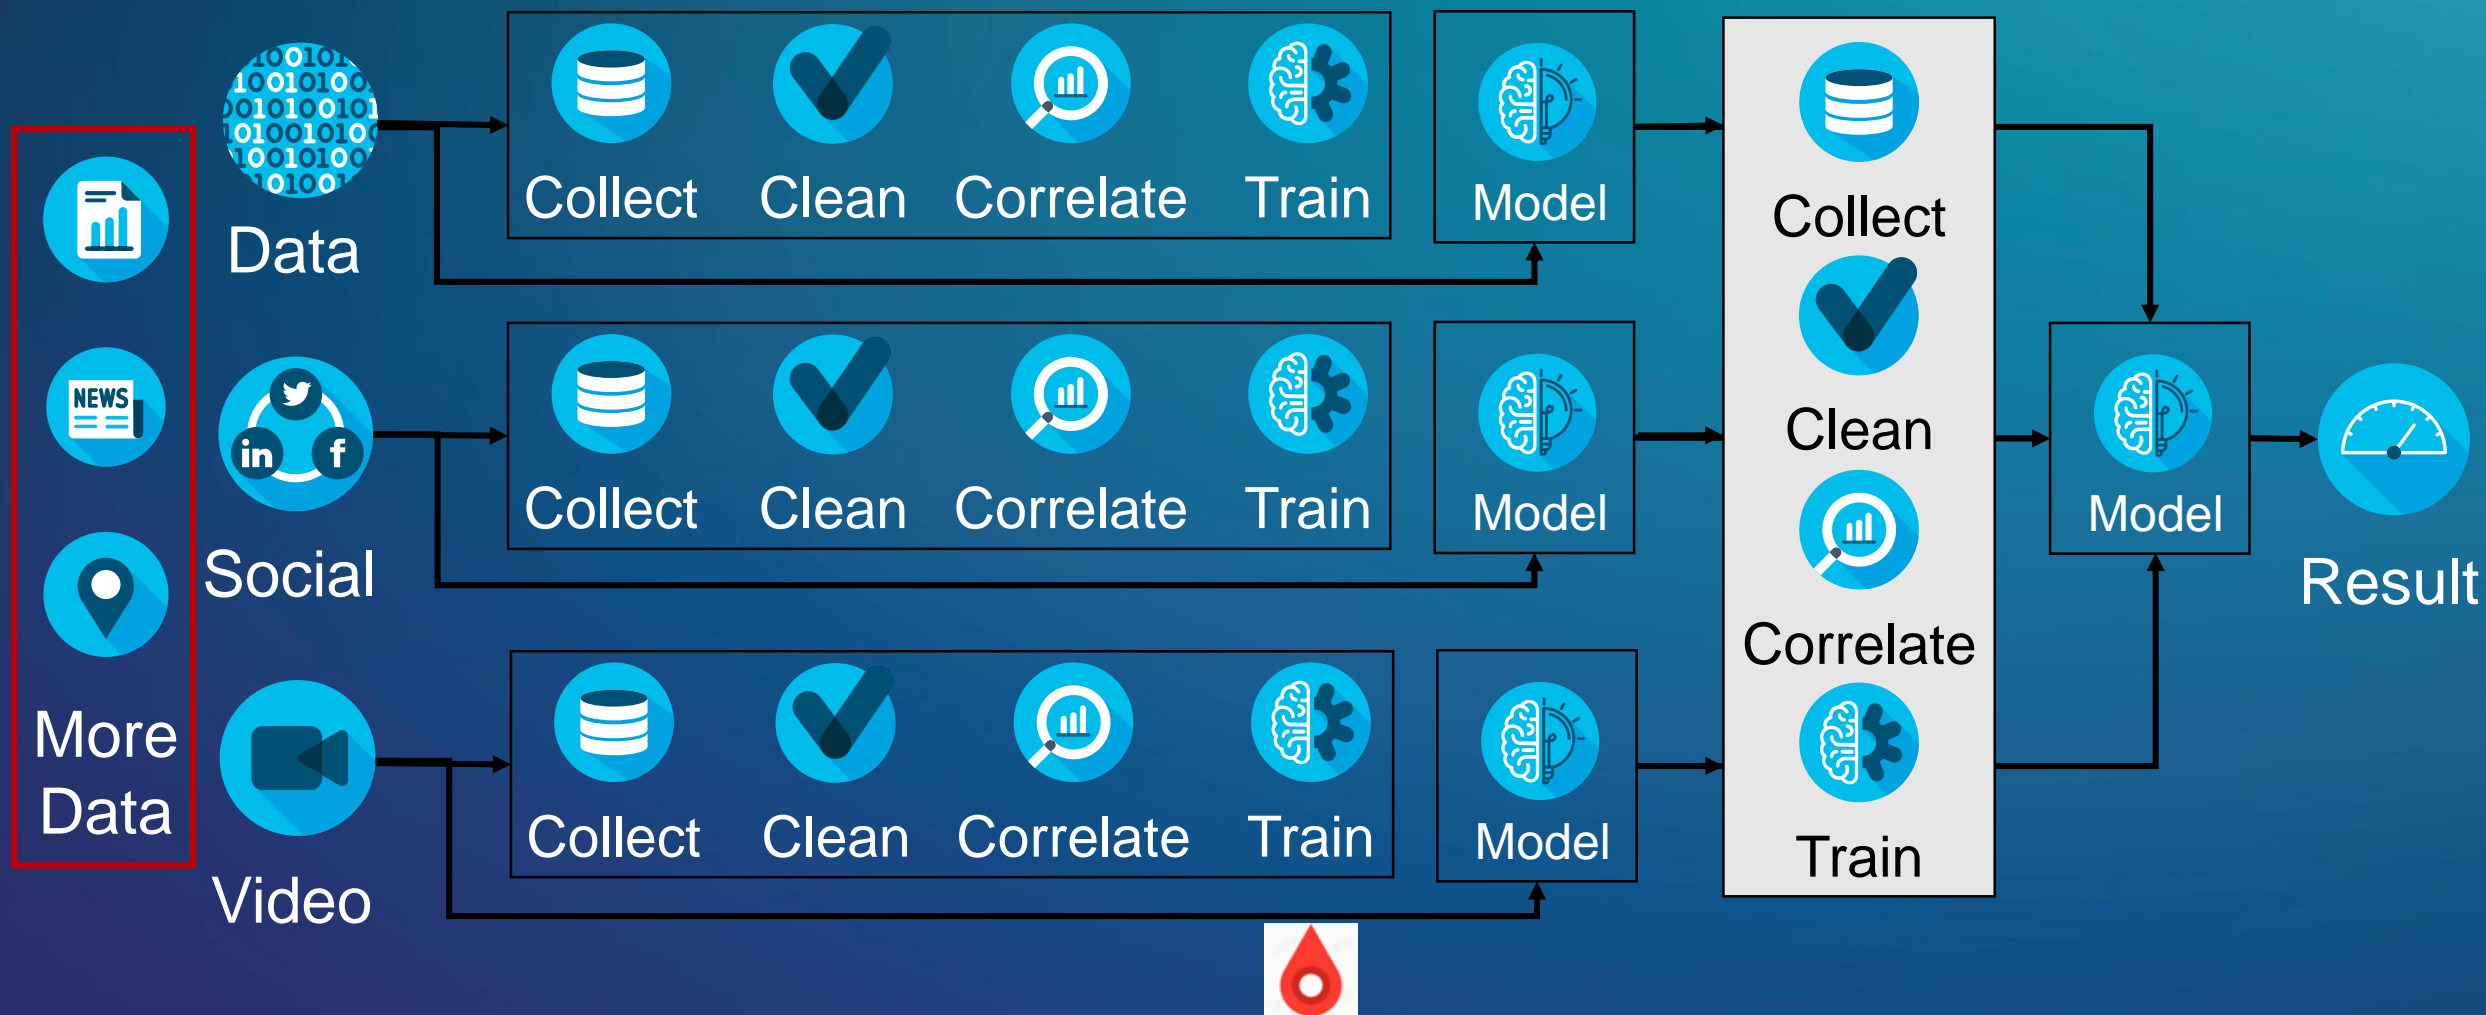 Data
Collect Clean Correlate Train
Model
NEWS
in f
Social
Collect Clean Correlate Train
Model
More
Data
Video
Collect Clean Correlate Train
Model
Collect
Clean
Correlate
Train
Model
Result